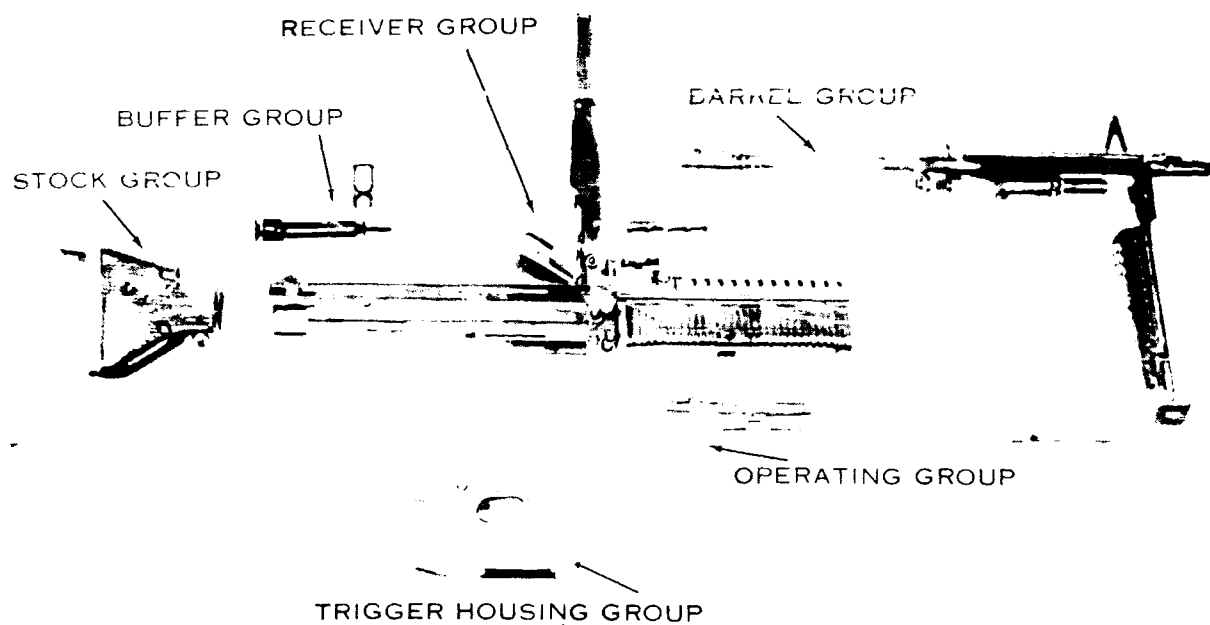 RECEIVER GROUP
BARREL GROUP
BUFFER GROUP
STOCK GROUP
OPERATING GROUP
TRIGGER HOUSING GROUP